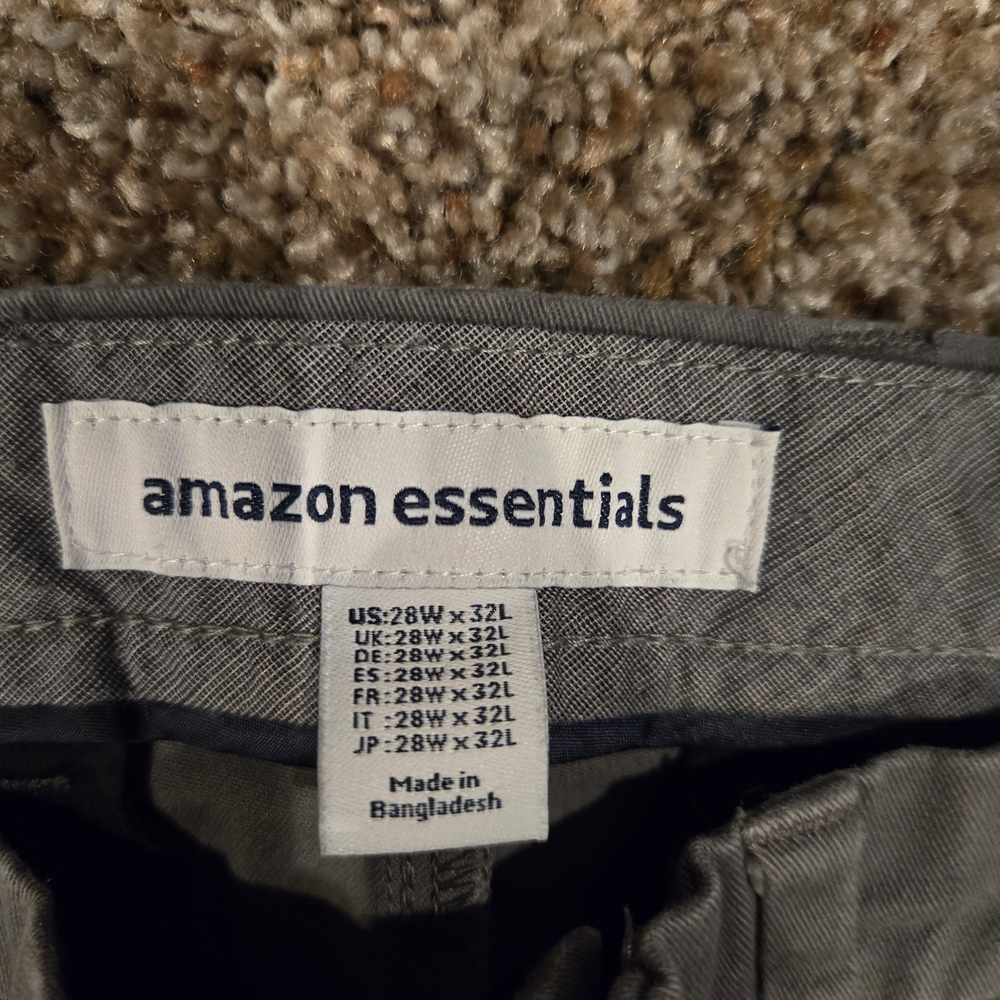 amazon essentials
US:28W x 32L
UK:28W x 32L
DE:28W x 32L
ES:28W x 32L
FR:28W x 32L
IT :28W x 32L
JP:28W x 32L
Made in
Bangladesh